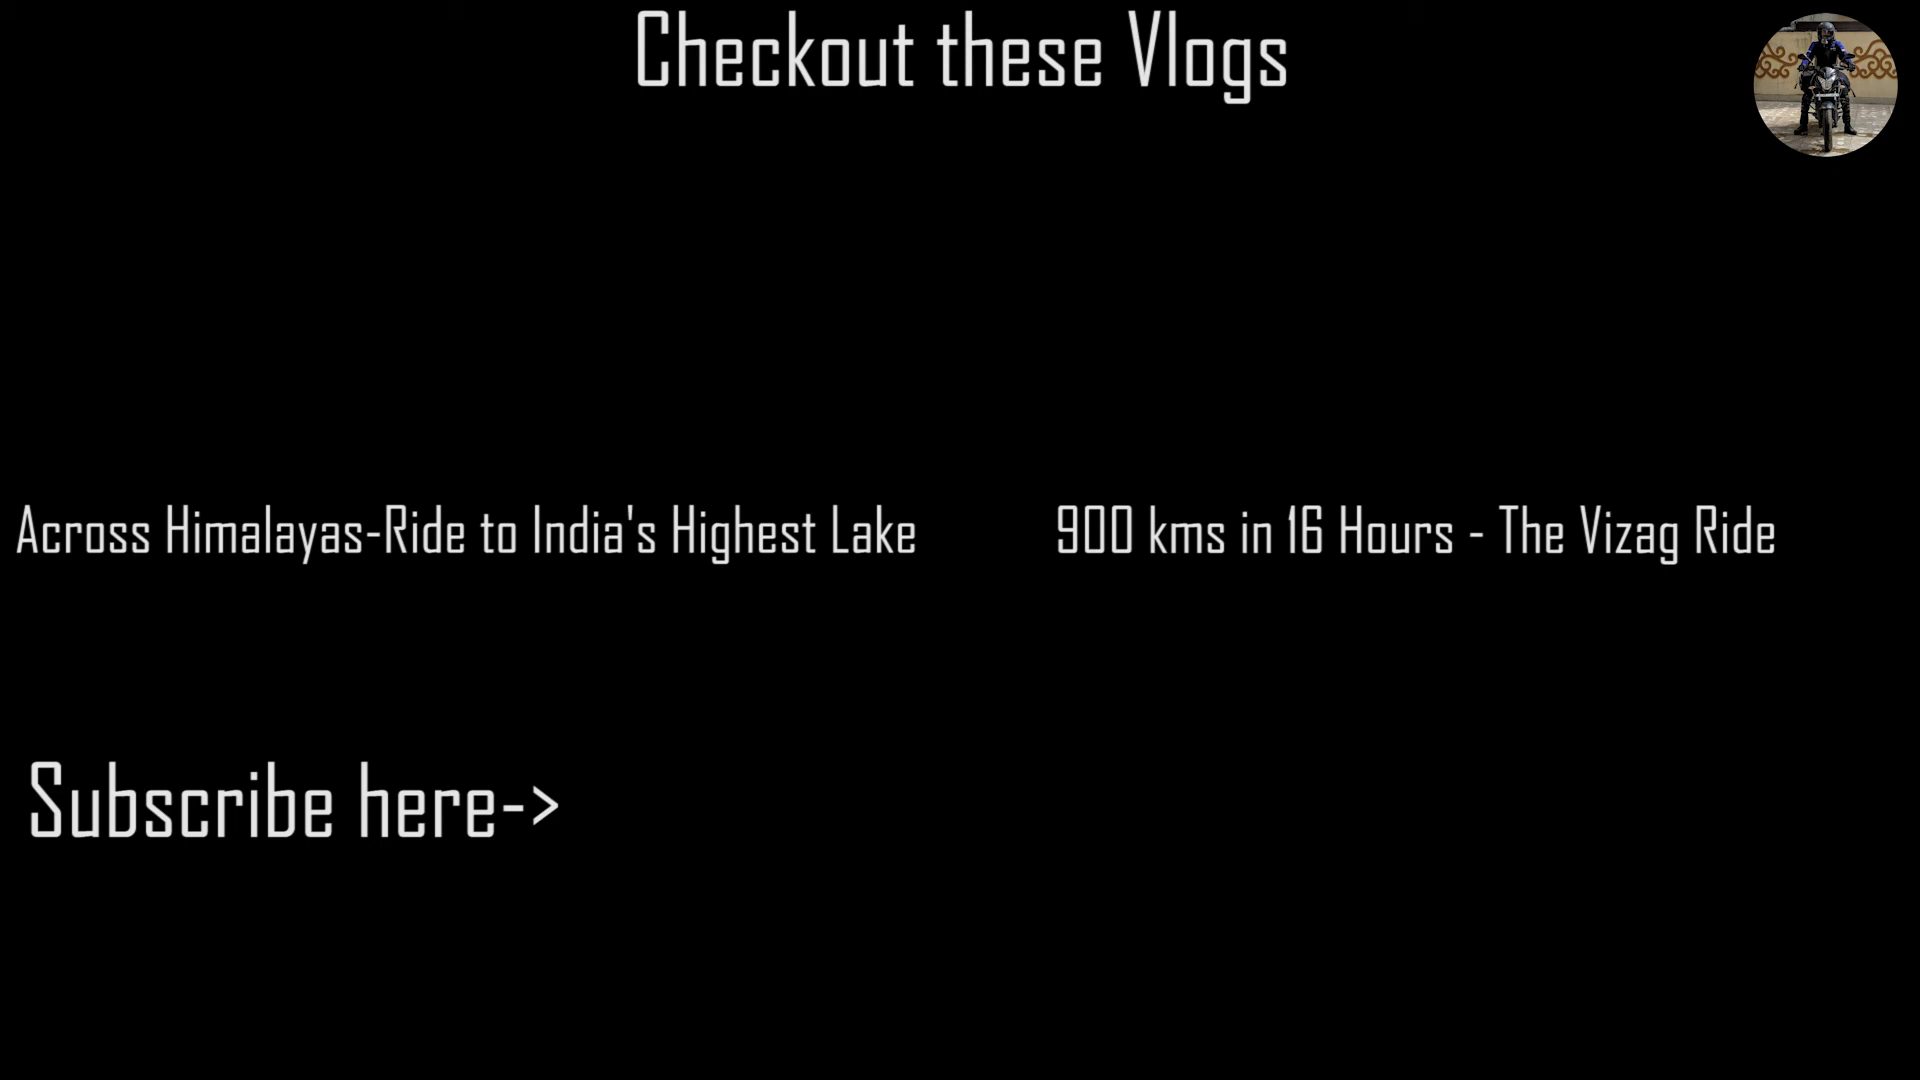 Checkout these Vlogs
Across Himalayas-Ride to India's Highest Lake
900 kms in 16 Hours - The Vizag Ride
Subscribe here->